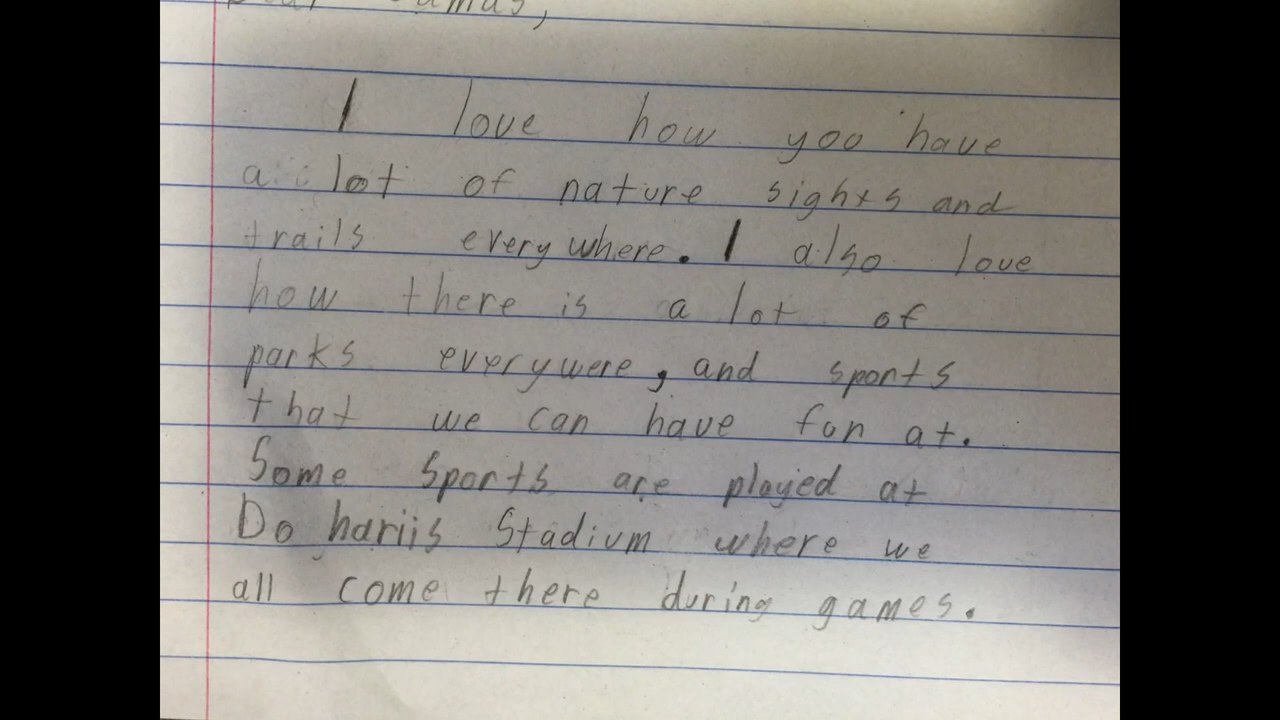 Dear Camas,
I love how you have
a lot of nature sights and
trails everywhere. I also love
how there is a lot of
parks everywere, and sports
that we can have fun at.
Some sports are played at
Do hariis Stadium where we
all come there during games.